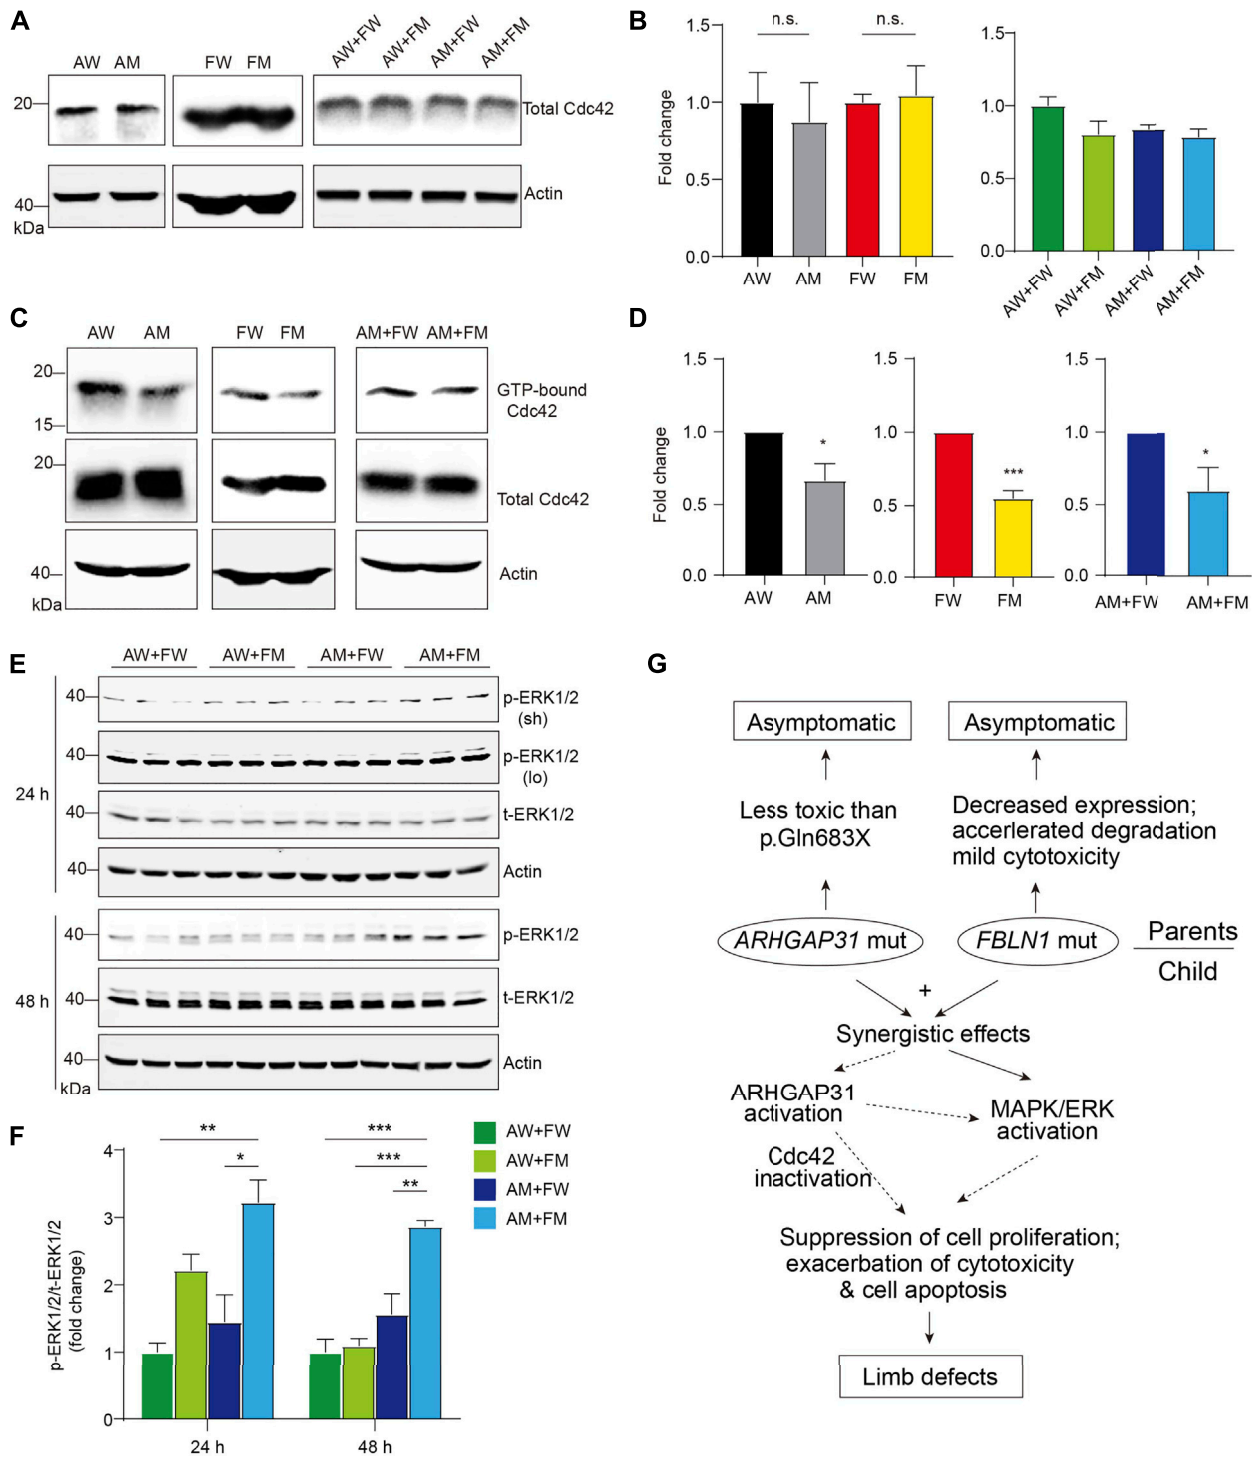 A
AW AM
FW FM
AW+FW AW+FM AM+FW AM+FM
20
Total Cdc42
40
Actin
kDa
B
Fold change
1.5
1.0
0.5
0.0
n.s.
n.s.
AW AM FW FM
1.5
1.0
0.5
0.0
AW+FW AW+FM AM+FW AM+FM
C
AW AM
FW FM
AM+FW AM+FM
20
15
GTP-bound
Cdc42
20
Total Cdc42
40
Actin
kDa
D
Fold change
1.5
1.0
0.5
0.0
*
AW AM
1.5
1.0
0.5
0.0
***
FW FM
1.5
1.0
0.5
0.0
*
AM+FW AM+FM
E
AW+FW AW+FM AM+FW AM+FM
24 h
40
p-ERK1/2
(sh)
40
p-ERK1/2
(lo)
40
t-ERK1/2
40
Actin
48 h
40
p-ERK1/2
40
t-ERK1/2
40
Actin
kDa
F
p-ERK1/2/t-ERK1/2
(fold change)
4
3
2
1
0
**
*
***
***
**
24 h
48 h
AW+FW
AW+FM
AM+FW
AM+FM
G
Asymptomatic
Asymptomatic
Less toxic than
p.Gln683X
Decreased expression;
accerlerated degradation
mild cytotoxicity
ARHGAP31 mut
FBLN1 mut
Parents
Child
+
Synergistic effects
ARHGAP31
activation
MAPK/ERK
activation
Cdc42
inactivation
Suppression of cell proliferation;
exacerbation of cytotoxicity
& cell apoptosis
Limb defects